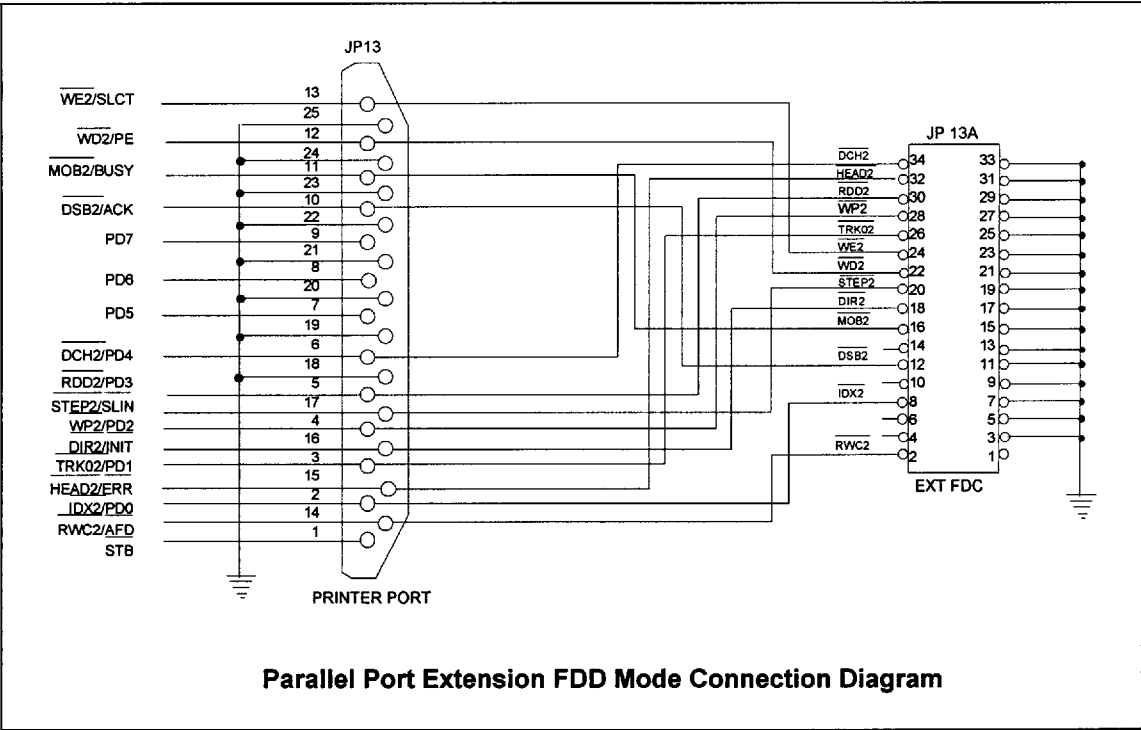 JP13
WE2/SLCT
WD2/PE
MOB2/BUSY
DSB2/ACK
PD7
PD6
PD5
DCH2/PD4
RDD2/PD3
STEP2/SLIN
WP2/PD2
DIR2/INIT
TRK02/PD1
HEAD2/ERR
IDX2/PD0
RWC2/AFD
STB
13
25
12
24
11
23
10
22
9
21
8
20
7
19
6
18
5
17
4
16
3
15
2
14
1
PRINTER PORT
JP 13A
DCH2
HEAD2
RDD2
WP2
TRK02
WE2
WD2
STEP2
DIR2
MOB2
DSB2
IDX2
RWC2
34 33
32 31
30 29
28 27
26 25
24 23
22 21
20 19
18 17
16 15
14 13
12 11
10 9
8 7
6 5
4 3
2 1
EXT FDC
Parallel Port Extension FDD Mode Connection Diagram